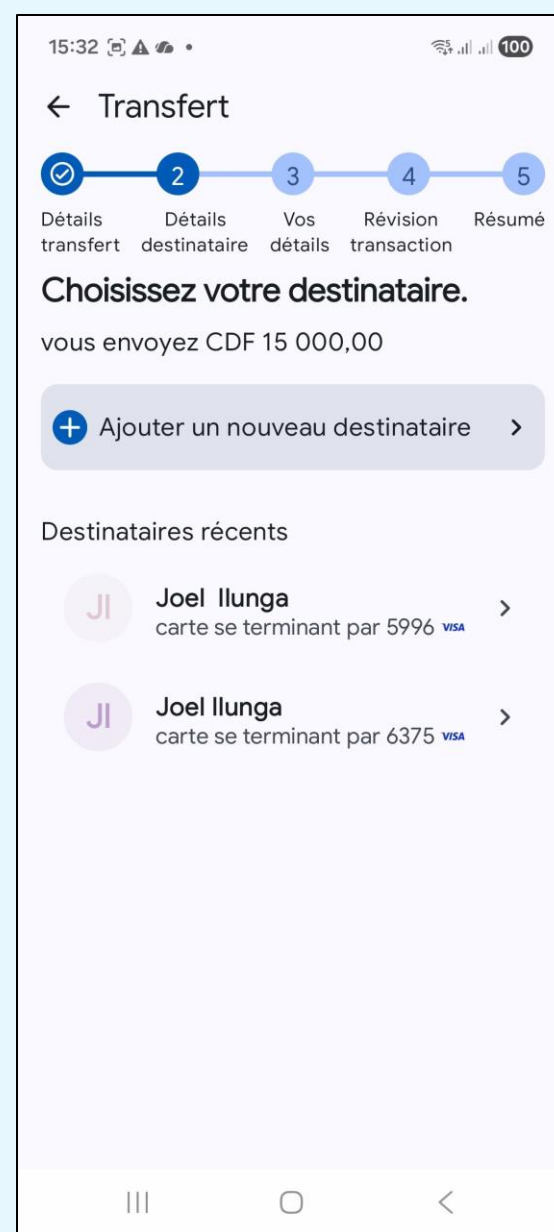 15:32
100
Transfert
2 3 4 5
Détails transfert
Détails destinataire
Vos détails
Révision transaction
Résumé
Choisissez votre destinataire.
vous envoyez CDF 15 000,00
Ajouter un nouveau destinataire
Destinataires récents
JI
Joel Ilunga
carte se terminant par 5996 VISA
JI
Joel Ilunga
carte se terminant par 6375 VISA